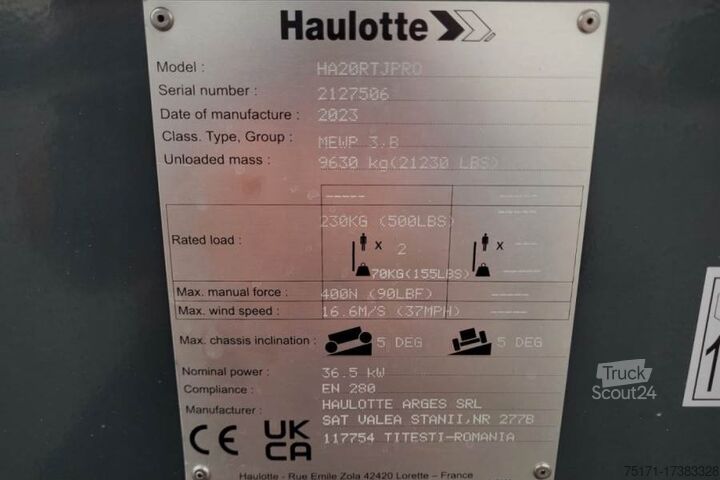 Haulotte
Model : HA20RTJPRO
Serial number : 2127506
Date of manufacture : 2023
Class. Type, Group : MEWP 3.B
Unloaded mass : 9630 kg(21230 LBS)
----- -----
230KG (500LBS) -----
Rated load : x 2 x ---
70KG(155LBS) ---
Max. manual force : 400N (90LBF) -----
Max. wind speed : 16.6M/S (37MPH) -----
Max. chassis inclination : 5 DEG 5 DEG
Nominal power : 36.5 kW
Compliance : EN 280
Manufacturer : HAULOTTE ARGES SRL
SAT VALEA STANII,NR 277B
117754 TITESTI-ROMANIA
CE UK
CA
Haulotte - Rue Emile Zola 42420 Lorette – France
1
Truck
Scout24
75171-17383328